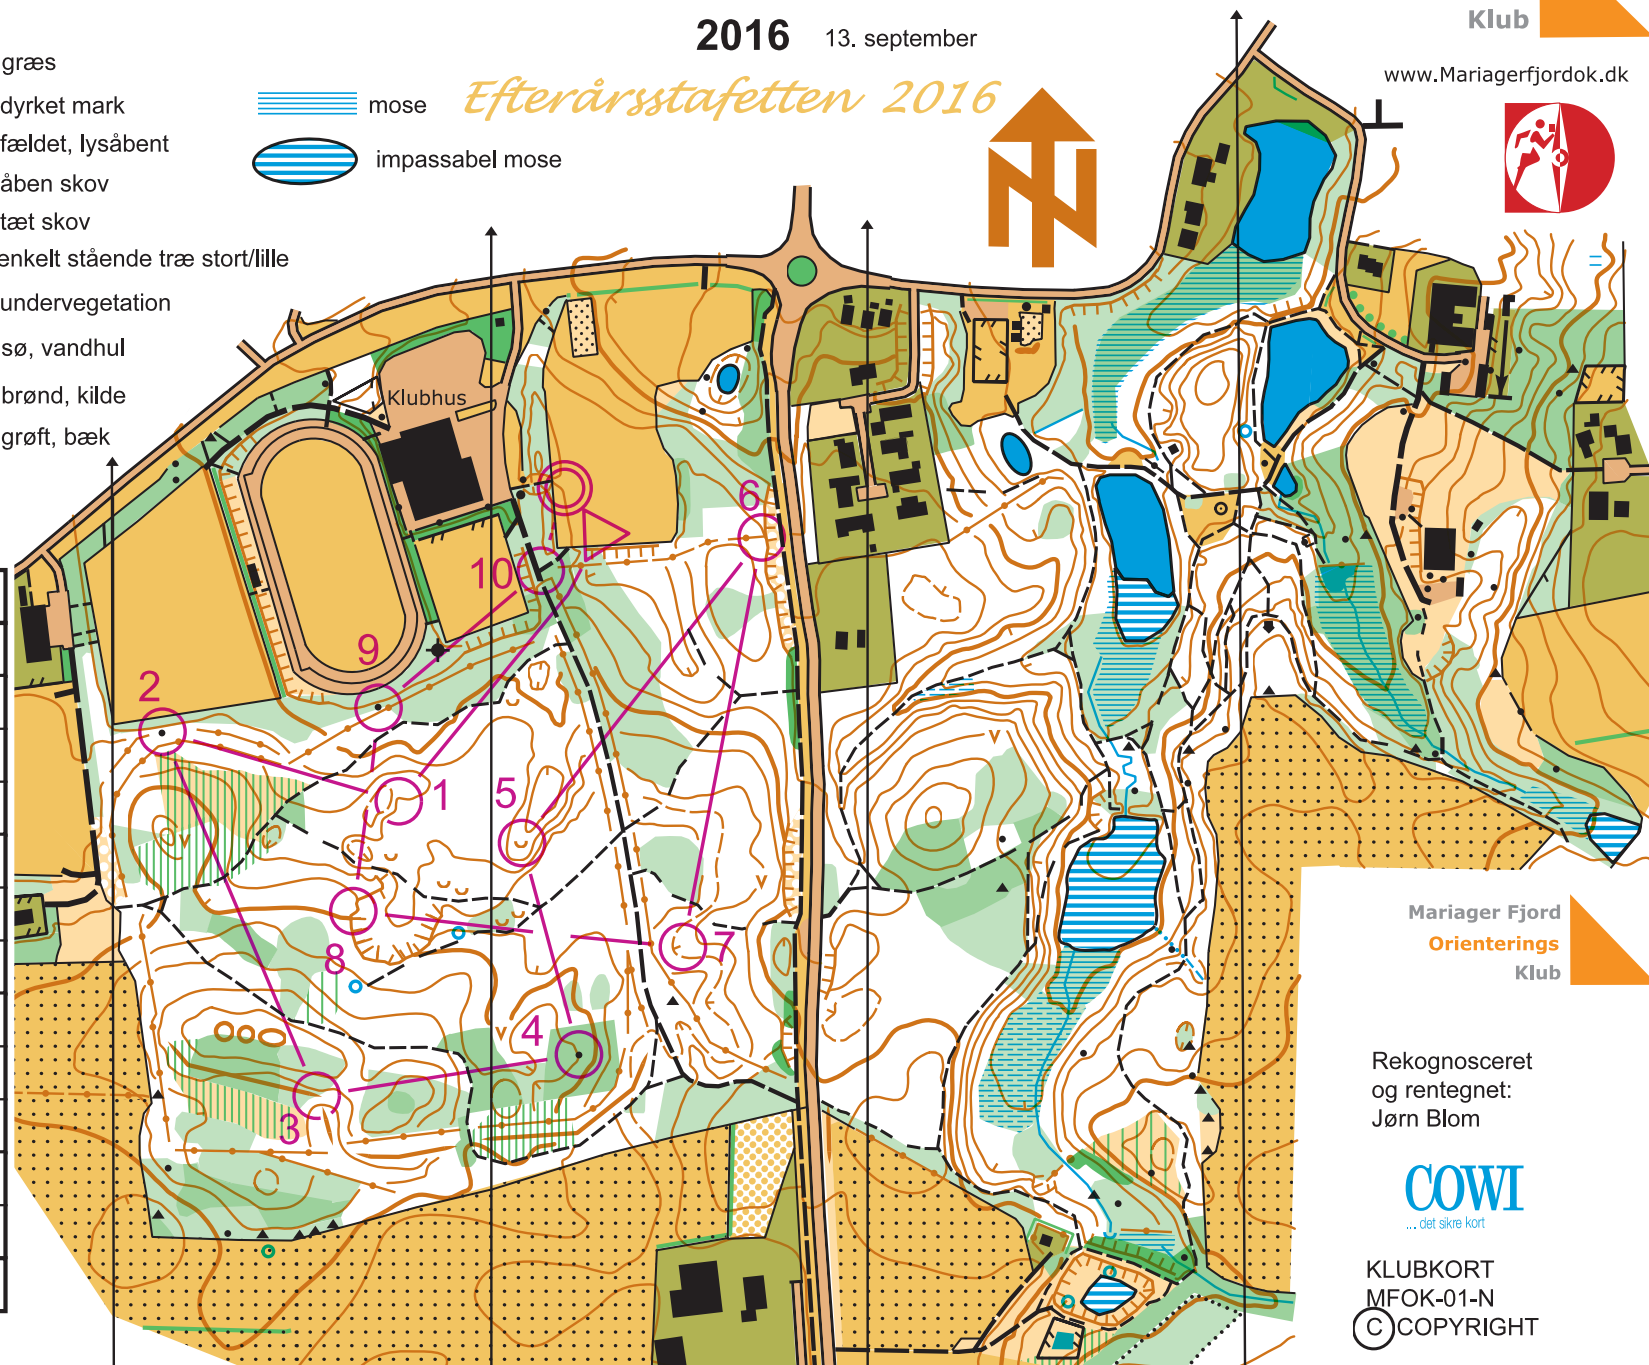 2016 13. september
Efterårsstafetten 2016
græs
dyrket mark
fældet, lysåbent
åben skov
tæt skov
enkelt stående træ stort/lille
undervegetation
sø, vandhul
brønd, kilde
grøft, bæk
mose
impassabel mose
N
Klub
www.Mariagerfjordok.dk
Klubhus
6
10
9
2
1
5
8
7
4
3
Mariager Fjord
Orienterings
Klub
Rekognosceret
og rentegnet:
Jørn Blom
COWI
... det sikre kort
KLUBKORT
MFOK-01-N
© COPYRIGHT